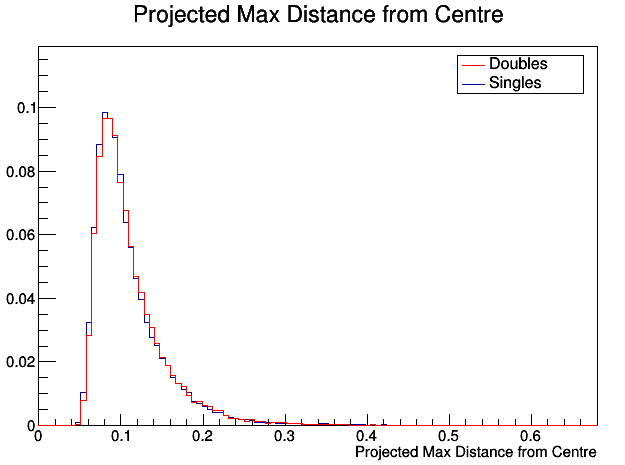 Projected Max Distance from Centre
Doubles
Singles
0.1
0.08
0.06
0.04
0.02
0
0 0.1 0.2 0.3 0.4 0.5 0.6
Projected Max Distance from Centre